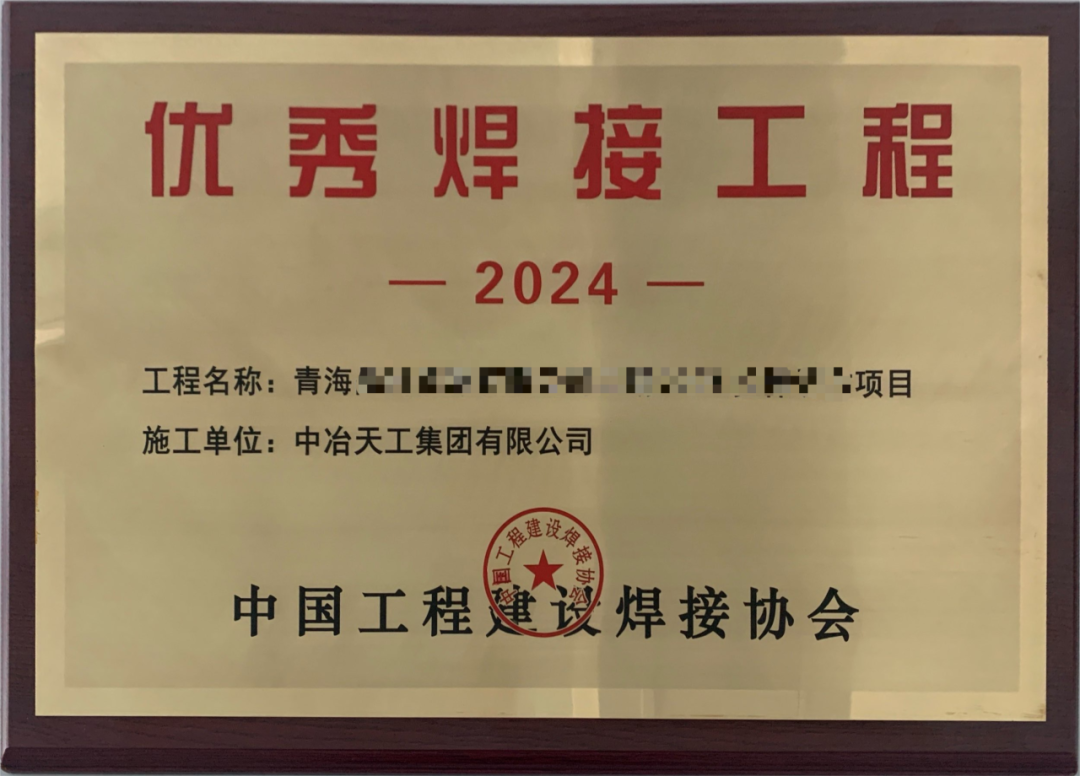 优秀焊接工程
— 2024 —
工程名称：青海 项目
施工单位：中冶天工集团有限公司
中国工程建设焊接协会
中国工程建设焊接协会